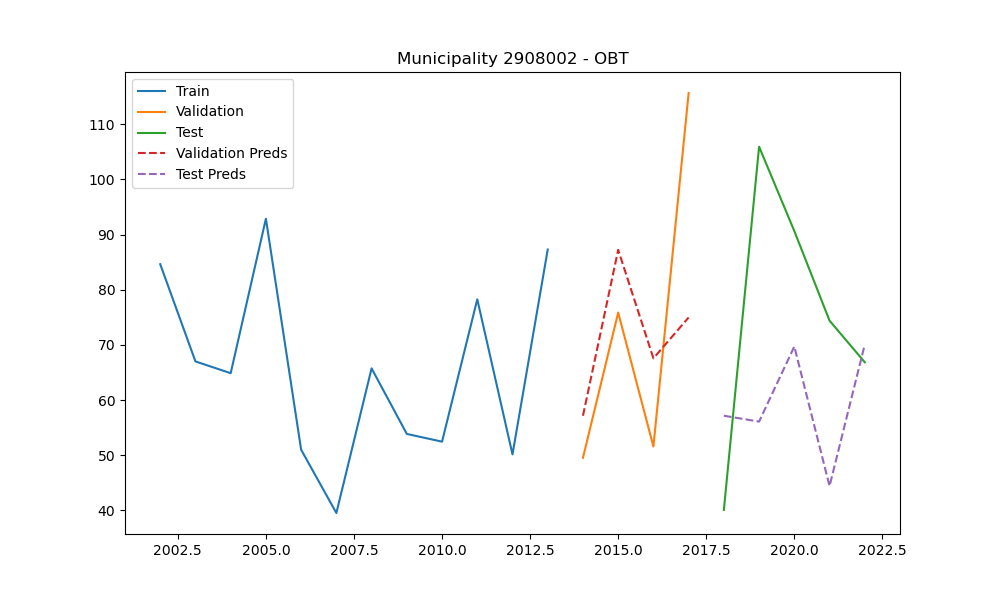 Municipality 2908002 - OBT
Train
Validation
Test
Validation Preds
Test Preds
110
100
90
80
70
60
50
40
2002.5 2005.0 2007.5 2010.0 2012.5 2015.0 2017.5 2020.0 2022.5